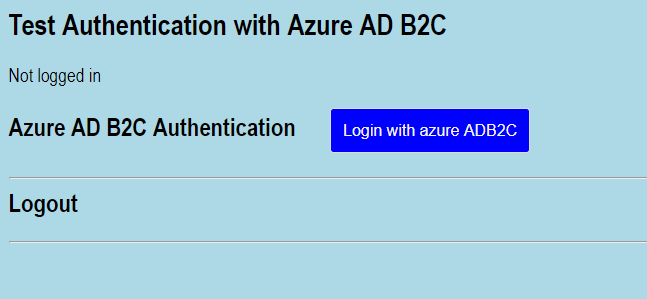 Test Authentication with Azure AD B2C
Not logged in
Azure AD B2C Authentication Login with azure ADB2C
Logout